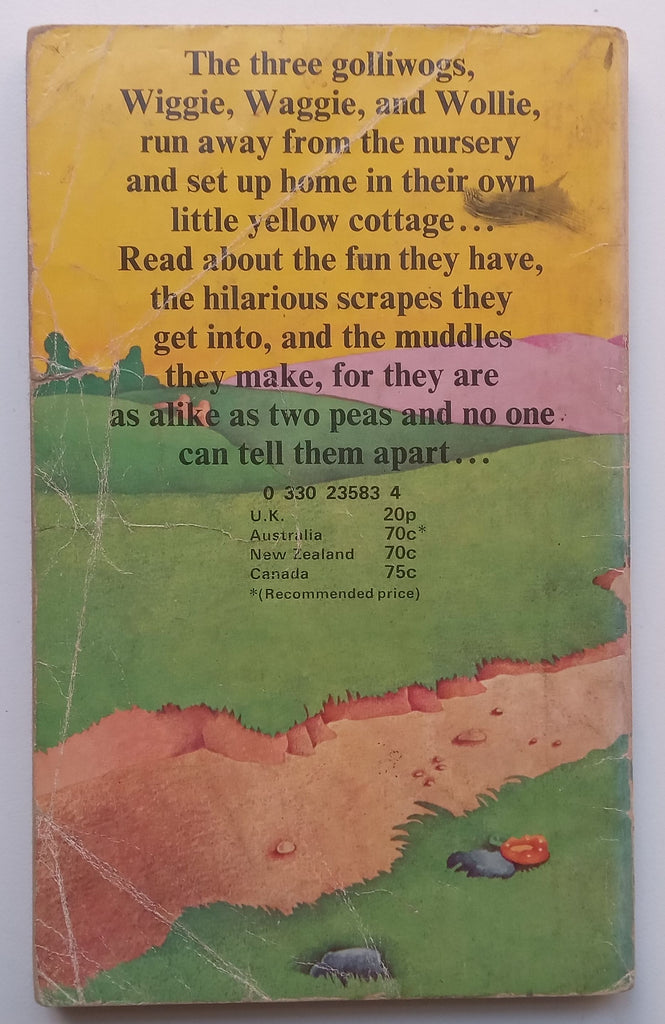 The three golliwogs,
Wiggie, Waggie, and Wollie,
run away from the nursery
and set up home in their own
little yellow cottage...
Read about the fun they have,
the hilarious scrapes they
get into, and the muddles
they make, for they are
as alike as two peas and no one
can tell them apart...
0 330 23583 4
U.K. 20p
Australia 70c*
New Zealand 70c
Canada 75c
*(Recommended price)